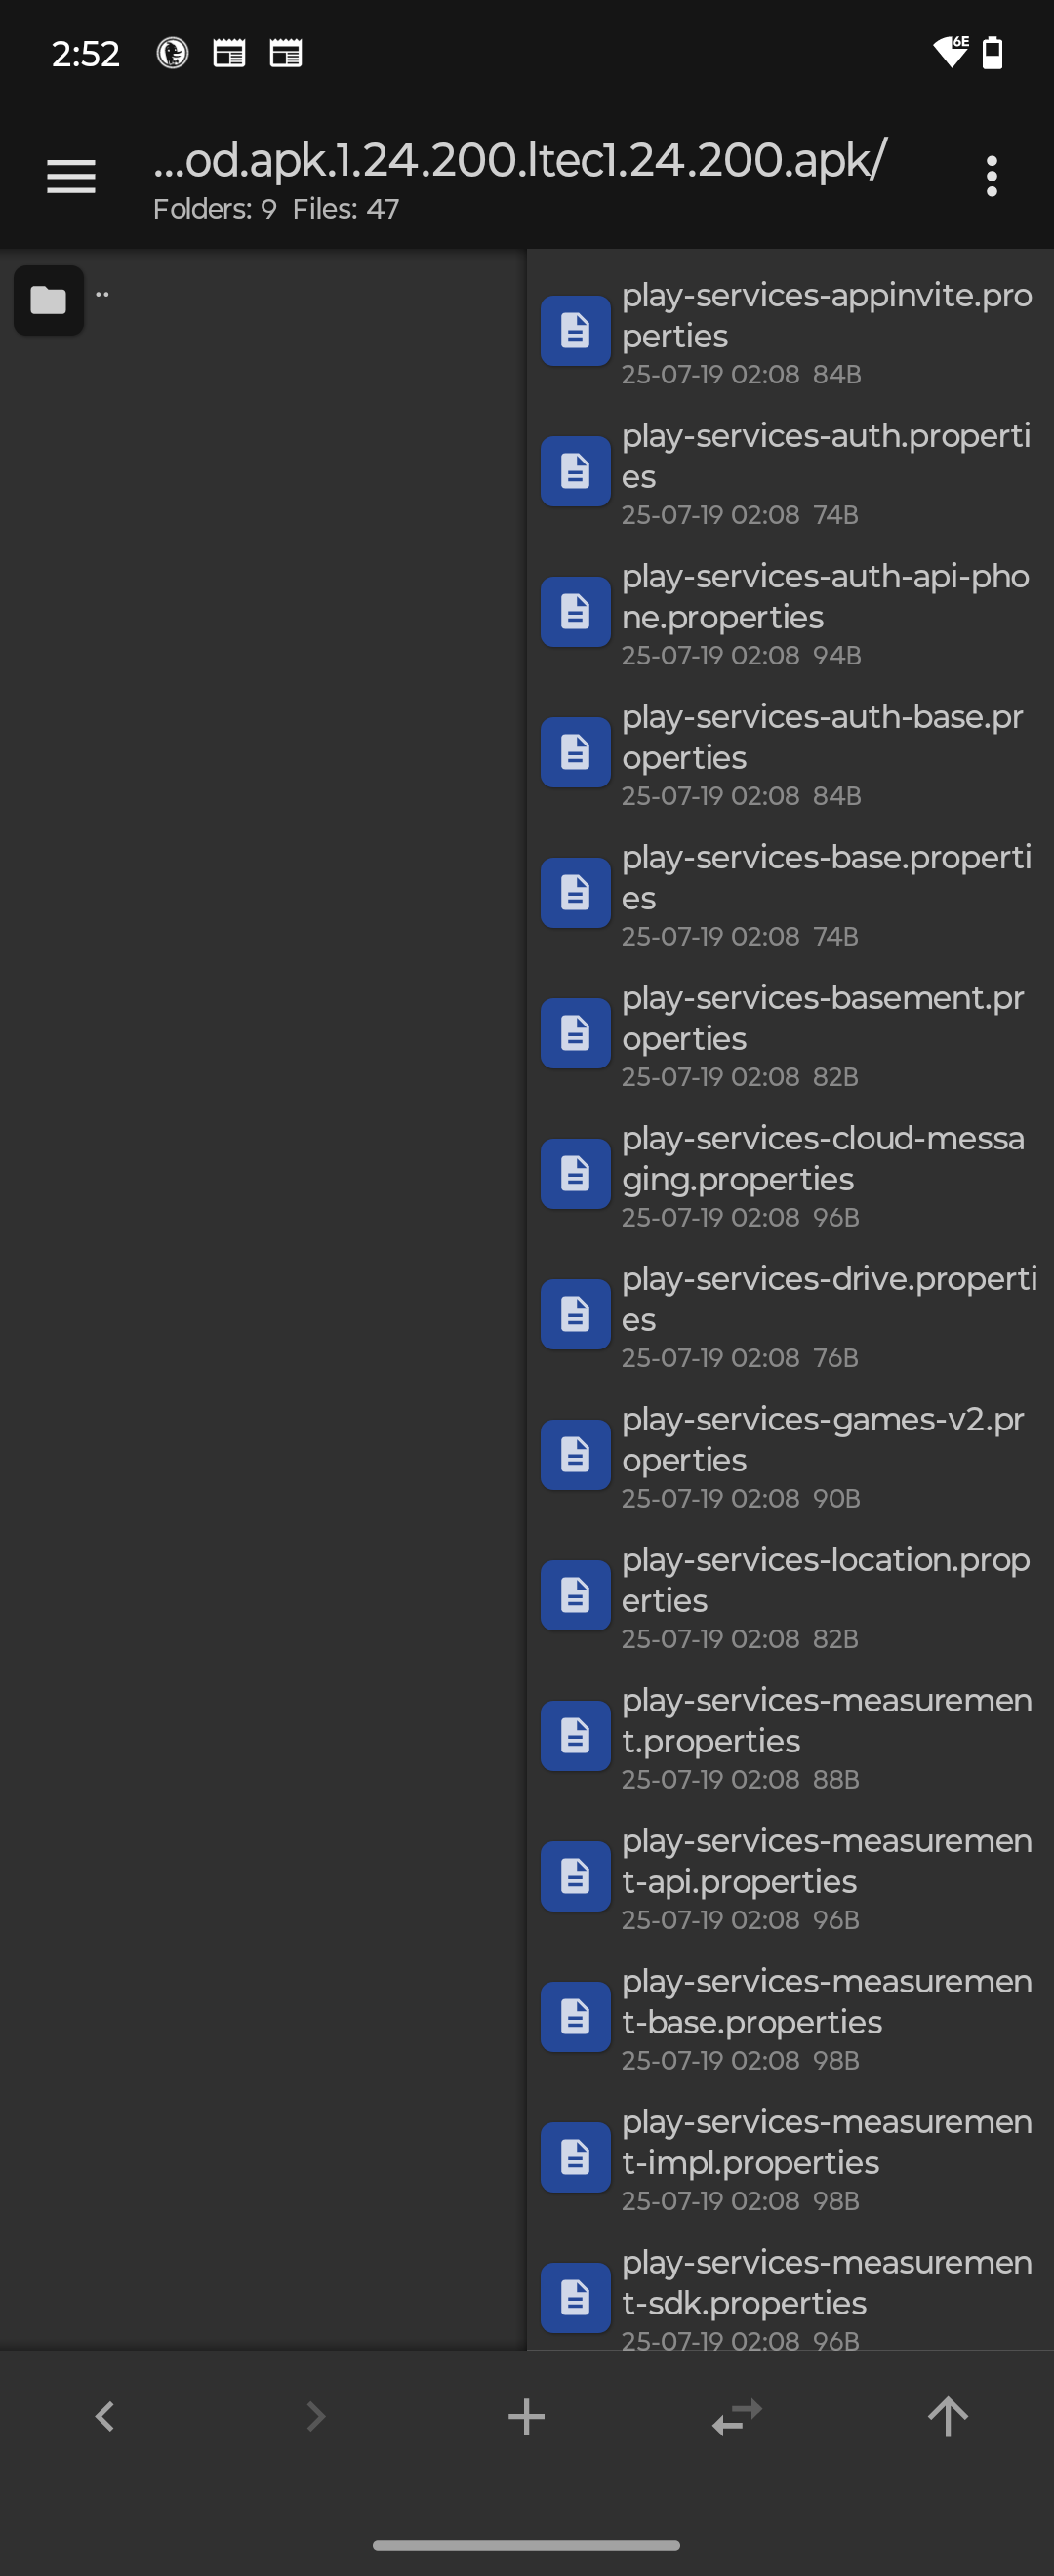 2:52
6E
...od.apk.1.24.200.ltec1.24.200.apk/
Folders: 9 Files: 47
..
play-services-appinvite.pro
perties
25-07-19 02:08 84B
play-services-auth.properti
es
25-07-19 02:08 74B
play-services-auth-api-pho
ne.properties
25-07-19 02:08 94B
play-services-auth-base.pr
operties
25-07-19 02:08 84B
play-services-base.properti
es
25-07-19 02:08 74B
play-services-basement.pr
operties
25-07-19 02:08 82B
play-services-cloud-messa
ging.properties
25-07-19 02:08 96B
play-services-drive.properti
es
25-07-19 02:08 76B
play-services-games-v2.pr
operties
25-07-19 02:08 90B
play-services-location.prop
erties
25-07-19 02:08 82B
play-services-measuremen
t.properties
25-07-19 02:08 88B
play-services-measuremen
t-api.properties
25-07-19 02:08 96B
play-services-measuremen
t-base.properties
25-07-19 02:08 98B
play-services-measuremen
t-impl.properties
25-07-19 02:08 98B
play-services-measuremen
t-sdk.properties
25-07-19 02:08 96B